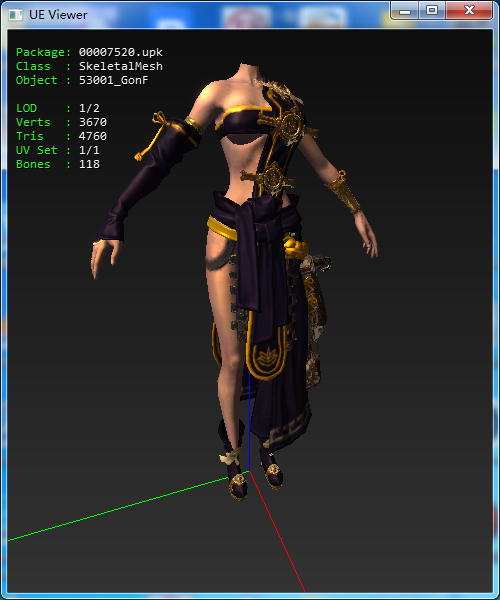 UE Viewer
Package: 00007520.upk
Class : SkeletalMesh
Object : 53001_GonF
LOD : 1/2
Verts : 3670
Tris : 4760
UV Set : 1/1
Bones : 118